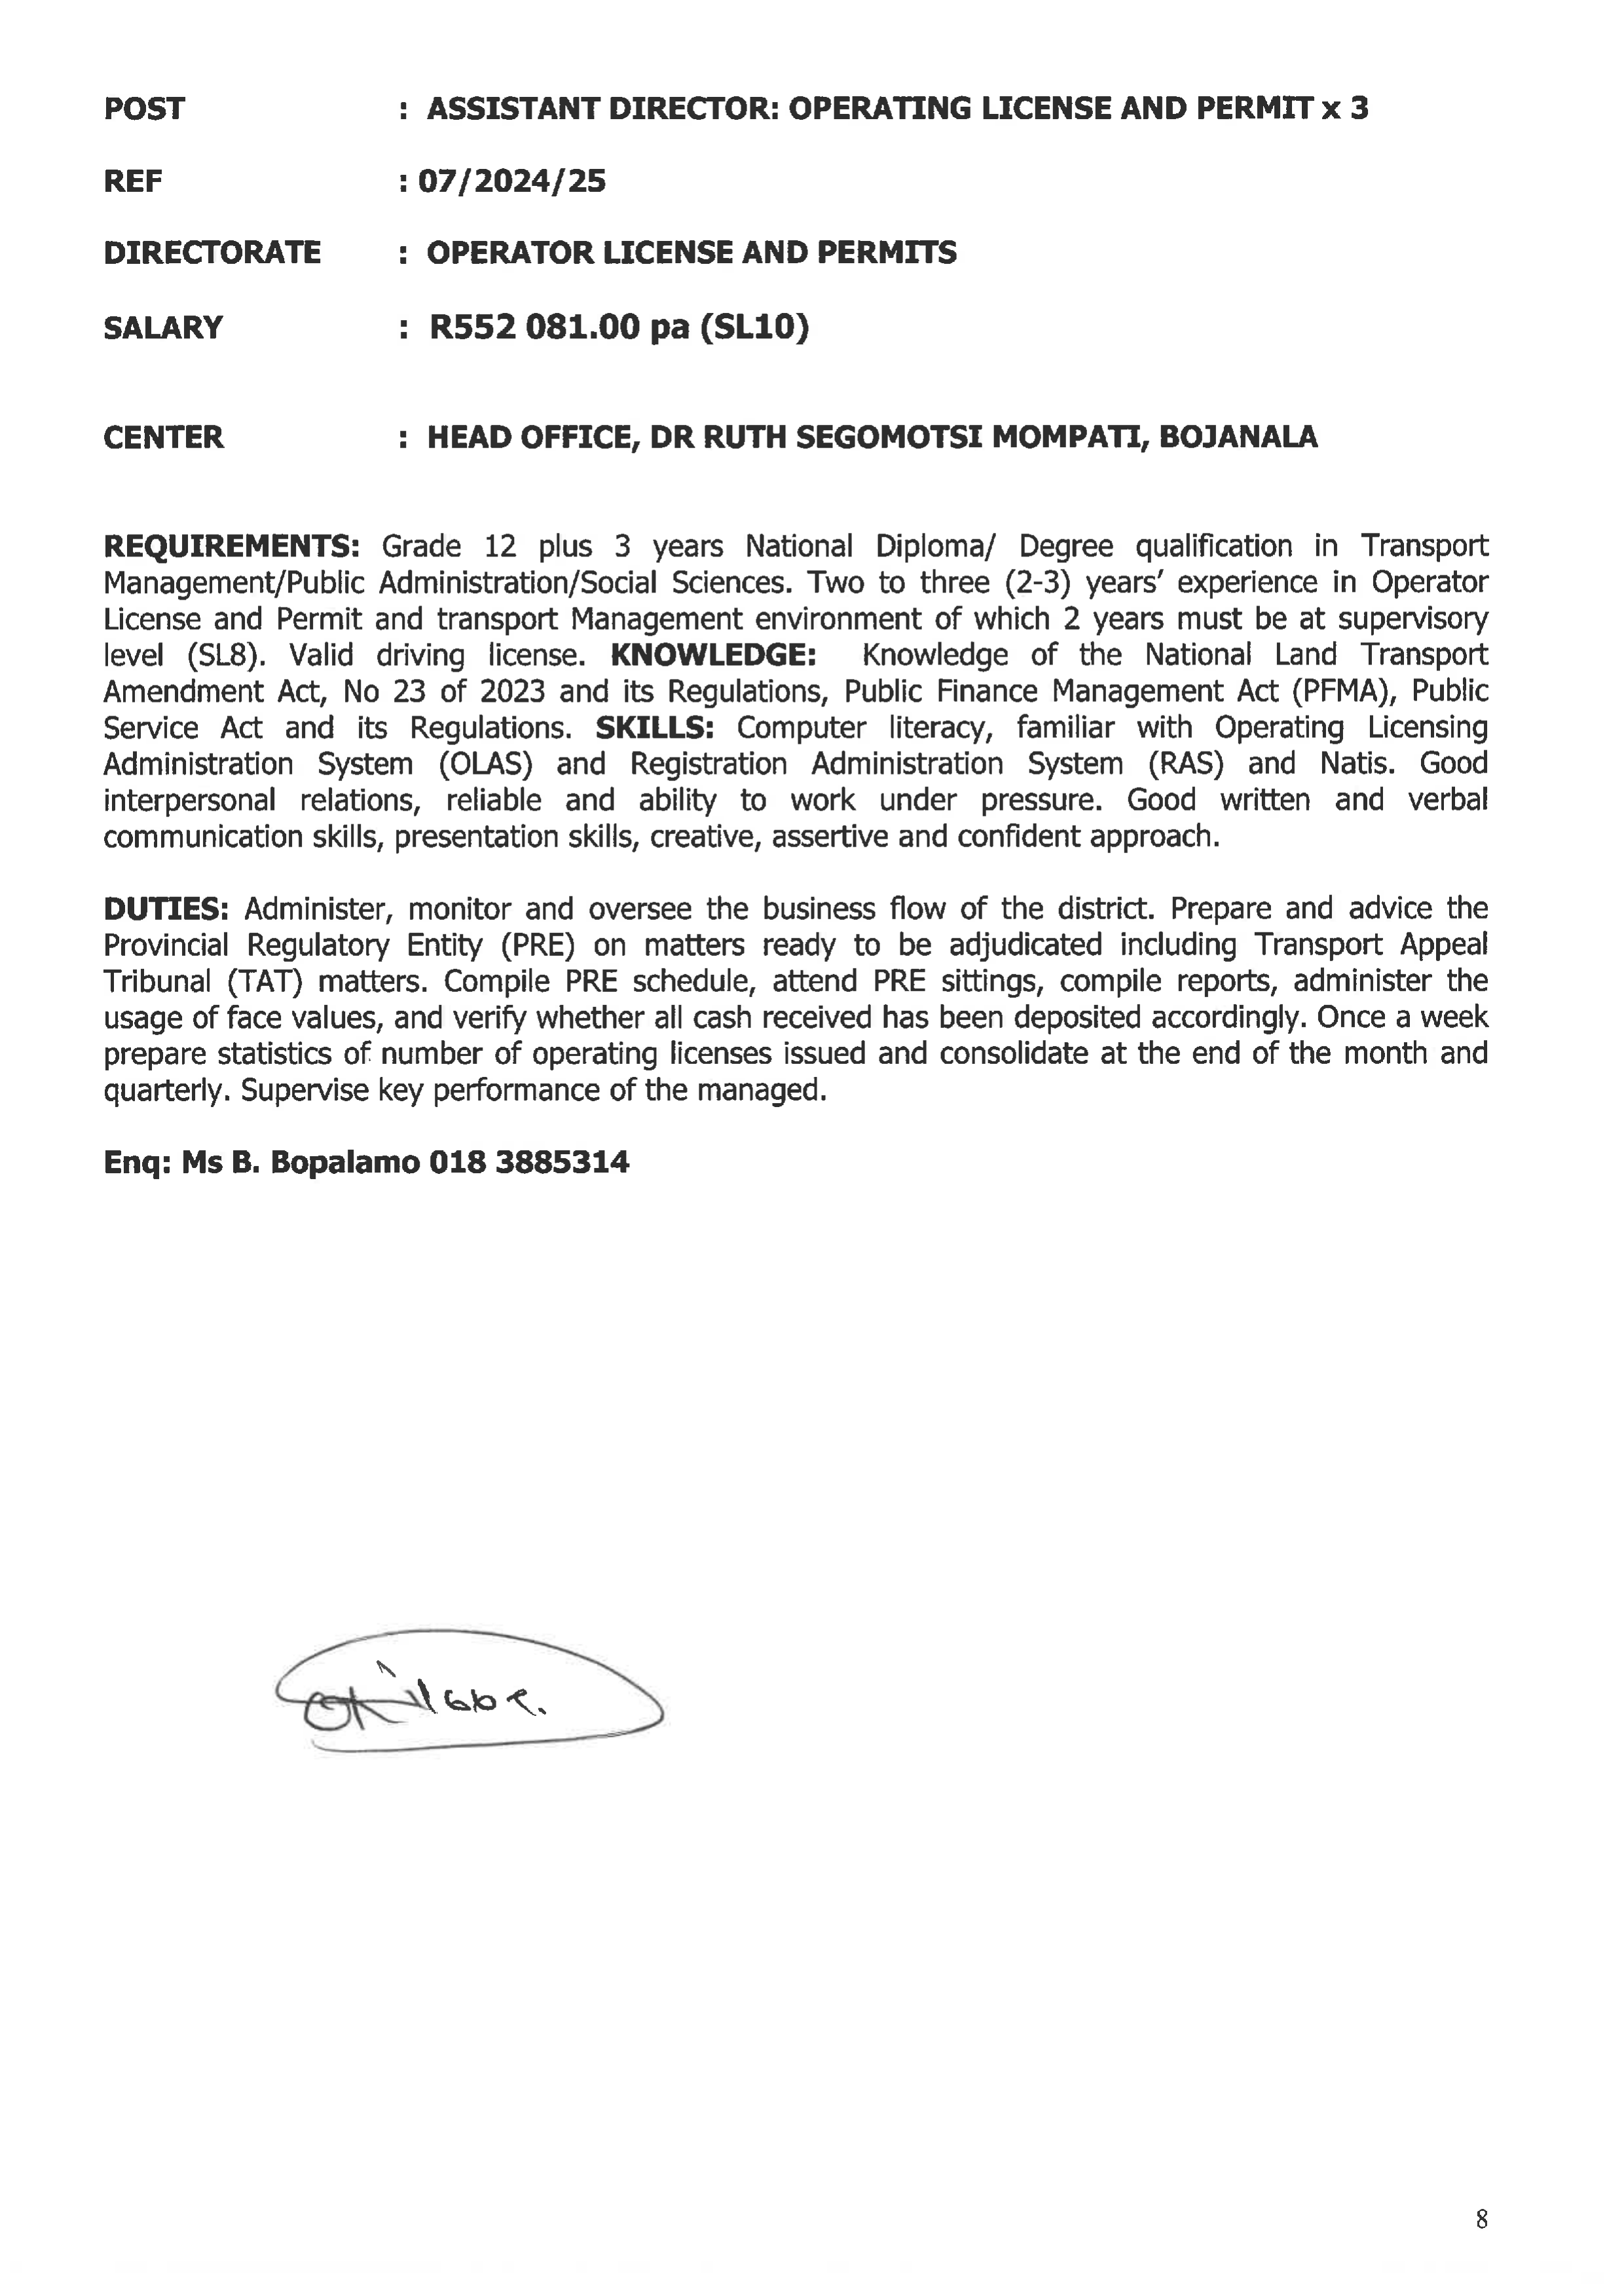 POST : ASSISTANT DIRECTOR: OPERATING LICENSE AND PERMIT x 3
REF : 07/2024/25
DIRECTORATE : OPERATOR LICENSE AND PERMITS
SALARY : R552 081.00 pa (SL10)
CENTER : HEAD OFFICE, DR RUTH SEGOMOTSI MOMPATI, BOJANALA
REQUIREMENTS: Grade 12 plus 3 years National Diploma/ Degree qualification in Transport
Management/Public Administration/Social Sciences. Two to three (2-3) years’ experience in Operator
License and Permit and transport Management environment of which 2 years must be at supervisory
level (SL8). Valid driving license. KNOWLEDGE: Knowledge of the National Land Transport
Amendment Act, No 23 of 2023 and its Regulations, Public Finance Management Act (PFMA), Public
Service Act and its Regulations. SKILLS: Computer literacy, familiar with Operating Licensing
Administration System (OLAS) and Registration Administration System (RAS) and Natis. Good
interpersonal relations, reliable and ability to work under pressure. Good written and verbal
communication skills, presentation skills, creative, assertive and confident approach.
DUTIES: Administer, monitor and oversee the business flow of the district. Prepare and advice the
Provincial Regulatory Entity (PRE) on matters ready to be adjudicated including Transport Appeal
Tribunal (TAT) matters. Compile PRE schedule, attend PRE sittings, compile reports, administer the
usage of face values, and verify whether all cash received has been deposited accordingly. Once a week
prepare statistics of number of operating licenses issued and consolidate at the end of the month and
quarterly. Supervise key performance of the managed.
Enq: Ms B. Bopalamo 018 3885314
8